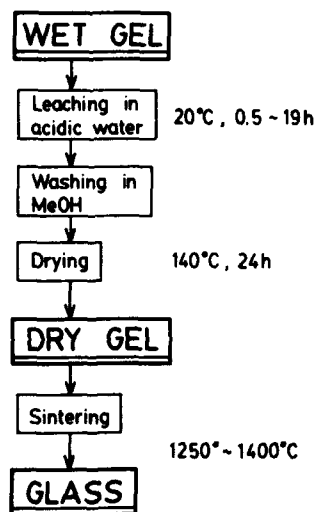 WET GEL
Leaching in
acidic water
20°C, 0.5 ~ 19h
Washing in
MeOH
Drying
140°C, 24h
DRY GEL
Sintering
1250° ~ 1400°C
GLASS